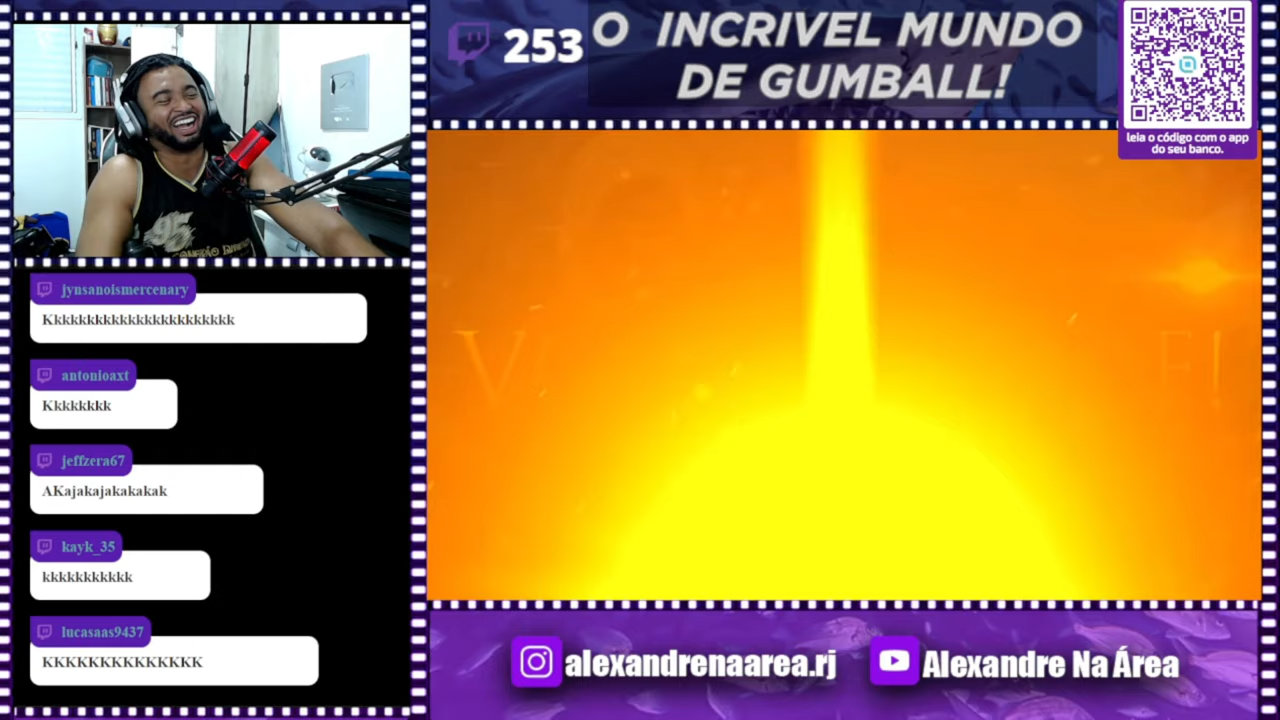 253
O INCRIVEL MUNDO
DE GUMBALL!
leia o código com o app
do seu banco.
jynsanoismercenary
Kkkkkkkkkkkkkkkkkkkkkk
antonioaxt
Kkkkkkkk
jeffzera67
AKajakajakakakak
kayk_35
kkkkkkkkkkk
lucasaas9437
KKKKKKKKKKKKKK
alexandrenaarea.rj
Alexandre Na Área